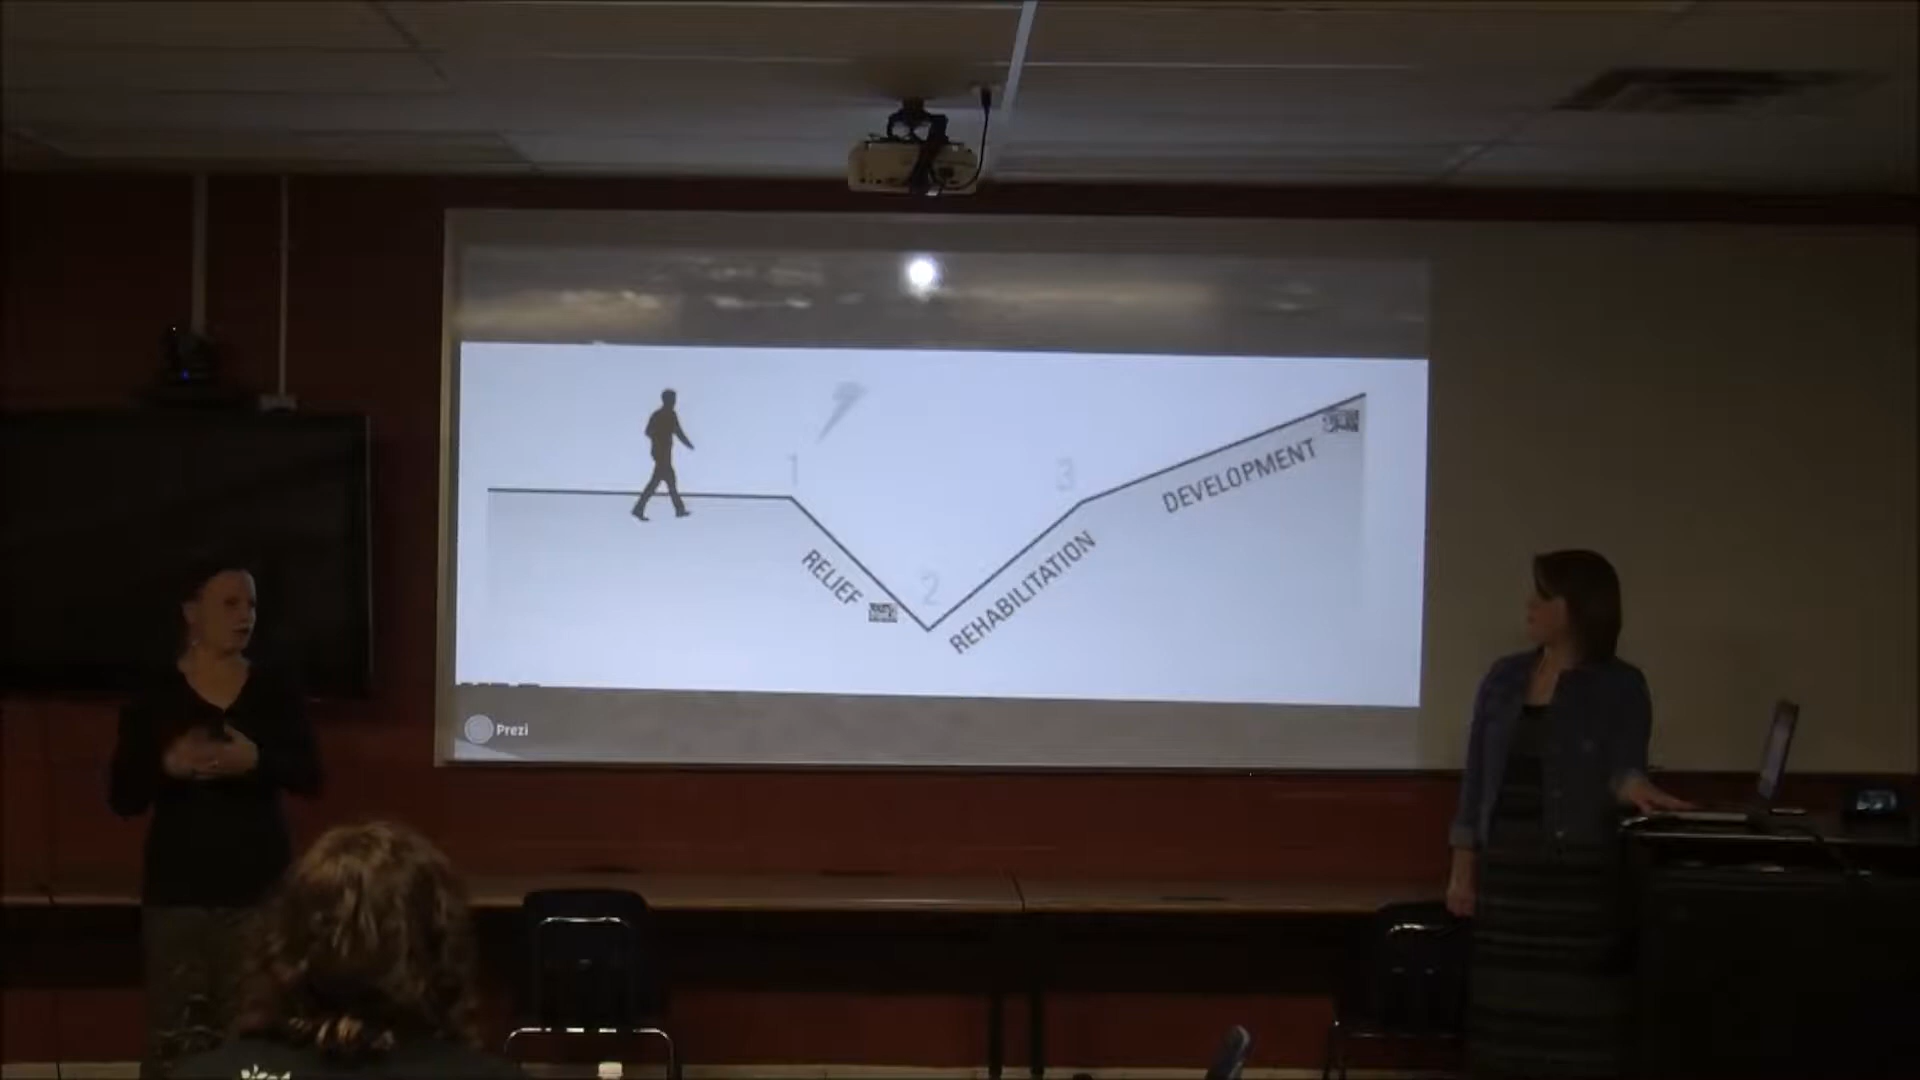 1
3
DEVELOPMENT
RELIEF
2
REHABILITATION
Prezi